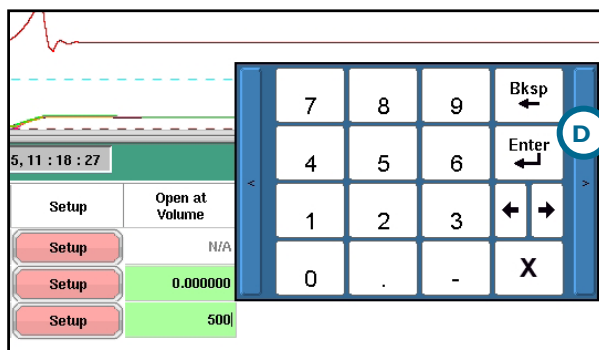 7 8 9 Bksp
D
4 5 6 Enter
5, 11 : 18 : 27
< >
Setup Open at
Volume
1 2 3
Setup N/A
Setup 0.000000
0 . - X
Setup 500